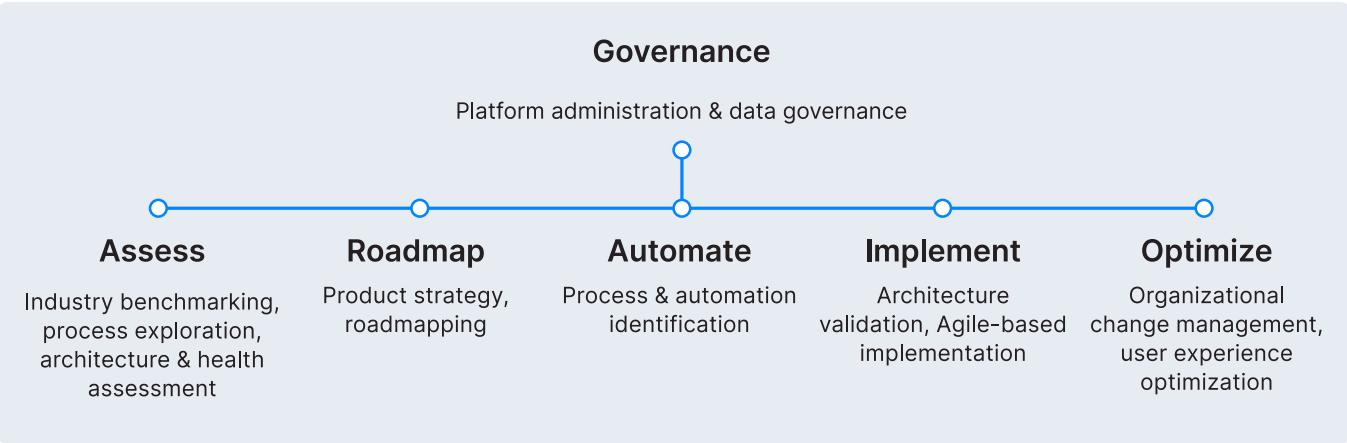 Governance
Platform administration & data governance
Assess
Industry benchmarking,
process exploration,
architecture & health
assessment
Roadmap
Product strategy,
roadmapping
Automate
Process & automation
identification
Implement
Architecture
validation, Agile-based
implementation
Optimize
Organizational
change management,
user experience
optimization